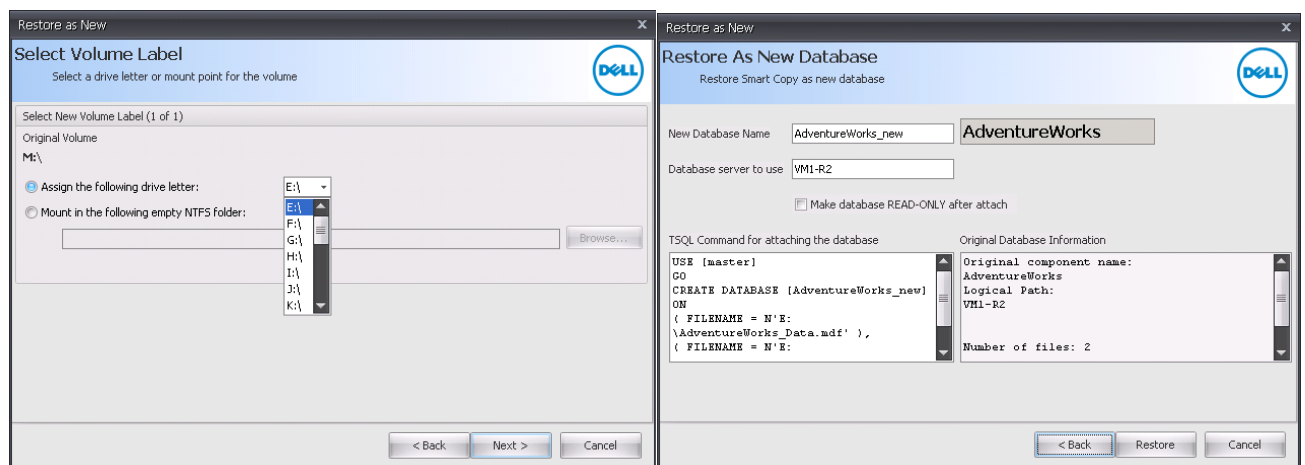 Restore as New
x
Select Volume Label
Select a drive letter or mount point for the volume
DELL
Select New Volume Label (1 of 1)
Original Volume
M:\
Assign the following drive letter:
E:\
Mount in the following empty NTFS folder:
E:\
F:\
G:\
H:\
I:\
J:\
K:\
Browse...
< Back
Next >
Cancel
Restore as New
x
Restore As New Database
Restore Smart Copy as new database
DELL
New Database Name
AdventureWorks_new
AdventureWorks
Database server to use
VM1-R2
Make database READ-ONLY after attach
TSQL Command for attaching the database
USE [master]
GO
CREATE DATABASE [AdventureWorks_new]
ON
( FILENAME = N'E:
\AdventureWorks_Data.mdf' ),
( FILENAME = N'E:
Original Database Information
Original component name:
AdventureWorks
Logical Path:
VM1-R2
Number of files: 2
< Back
Restore
Cancel